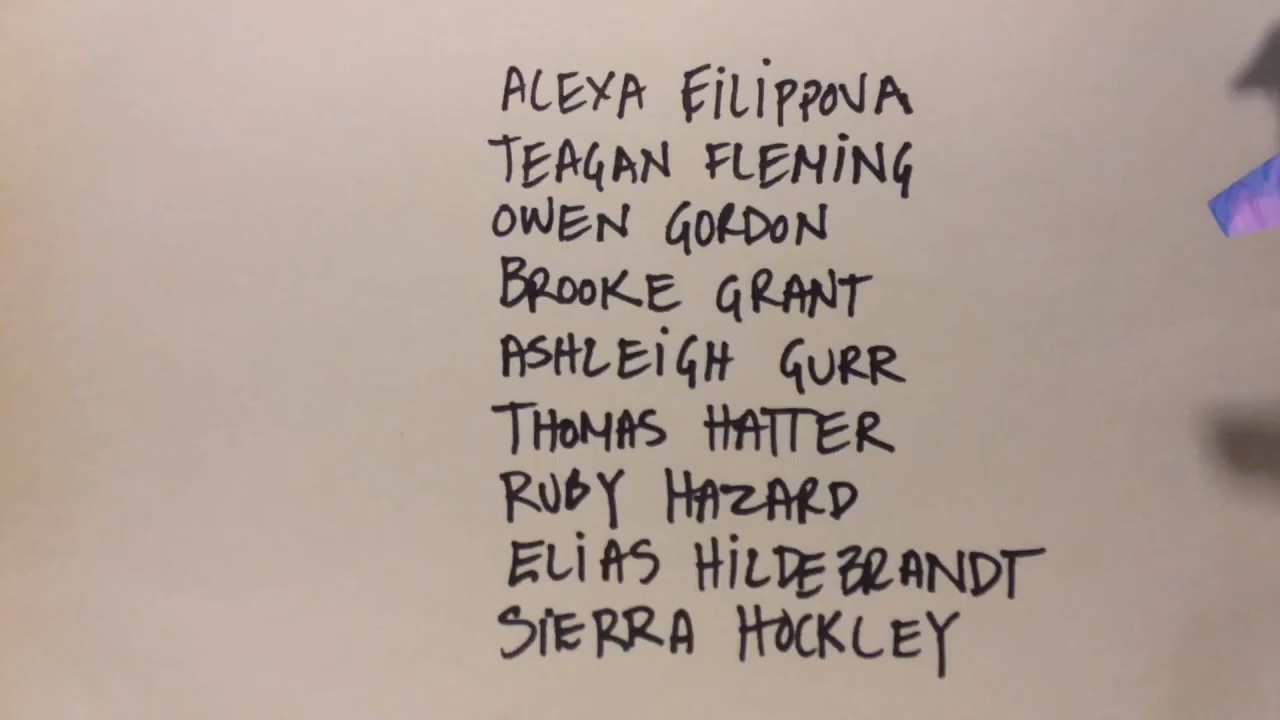 ALEXA FILIPPOVA
TEAGAN FLEMING
OWEN GORDON
BROOKE GRANT
ASHLEIGH GURR
THOMAS HATTER
RUBY HAZARD
ELIAS HILDEBRANDT
SIERRA HOCKLEY